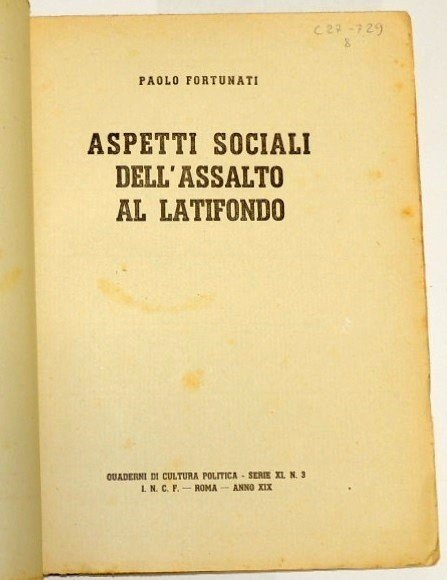 C27-729
8
PAOLO FORTUNATI
ASPETTI SOCIALI
DELL'ASSALTO
AL LATIFONDO
QUADERNI DI CULTURA POLITICA - SERIE XI. N. 3
I. N. C. F. — ROMA — ANNO XIX